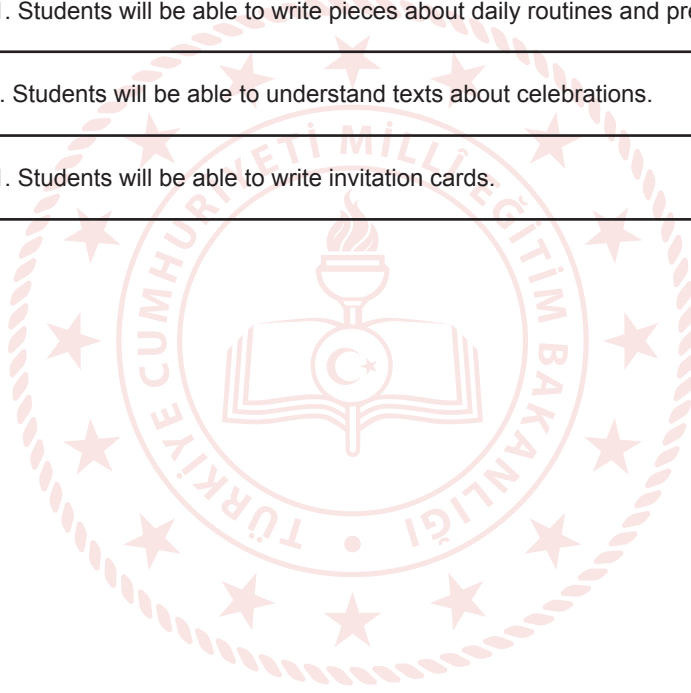 . Students will be able to write pieces about daily routines and pr
. Students will be able to understand texts about celebrations.
. Students will be able to write invitation cards.
TÜRKİYE CUMHURİYETİ MİLLÎ EĞİTİM BAKANLIĞI